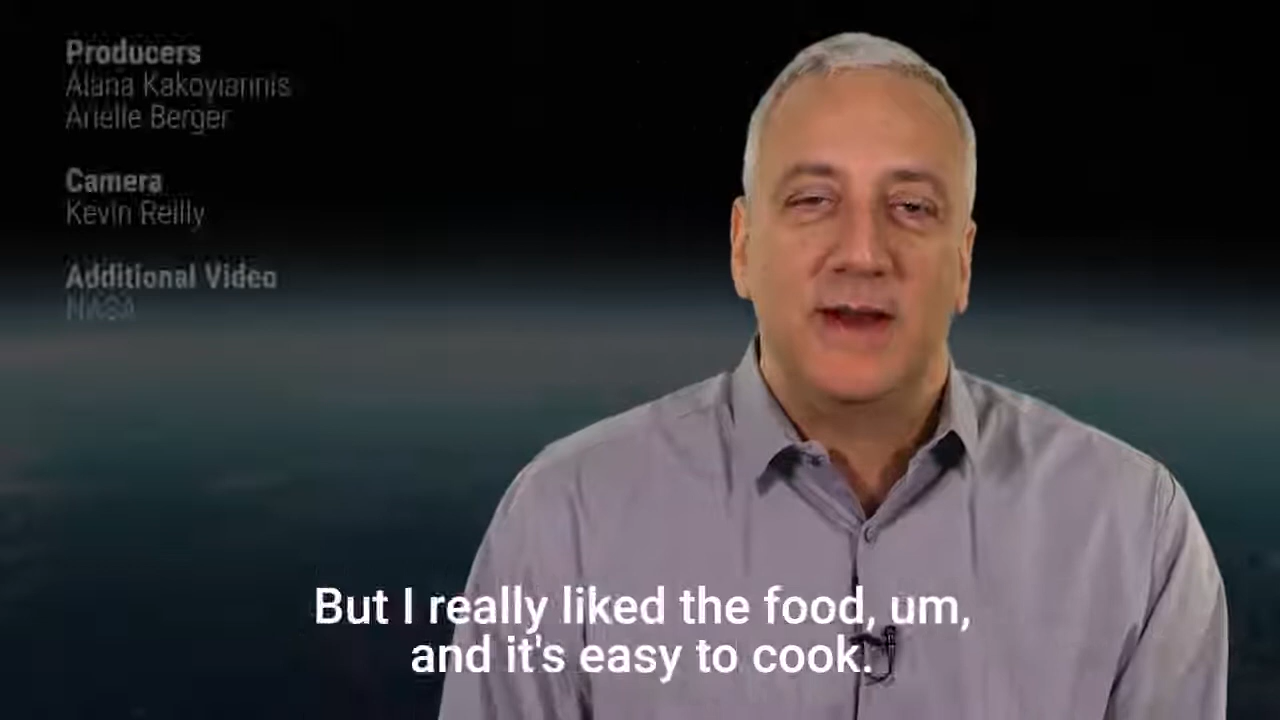 Producers
Alana Kakoyiannis
Arielle Berger
Camera
Kevin Reilly
Additional Video
NASA
But I really liked the food, um,
and it's easy to cook.